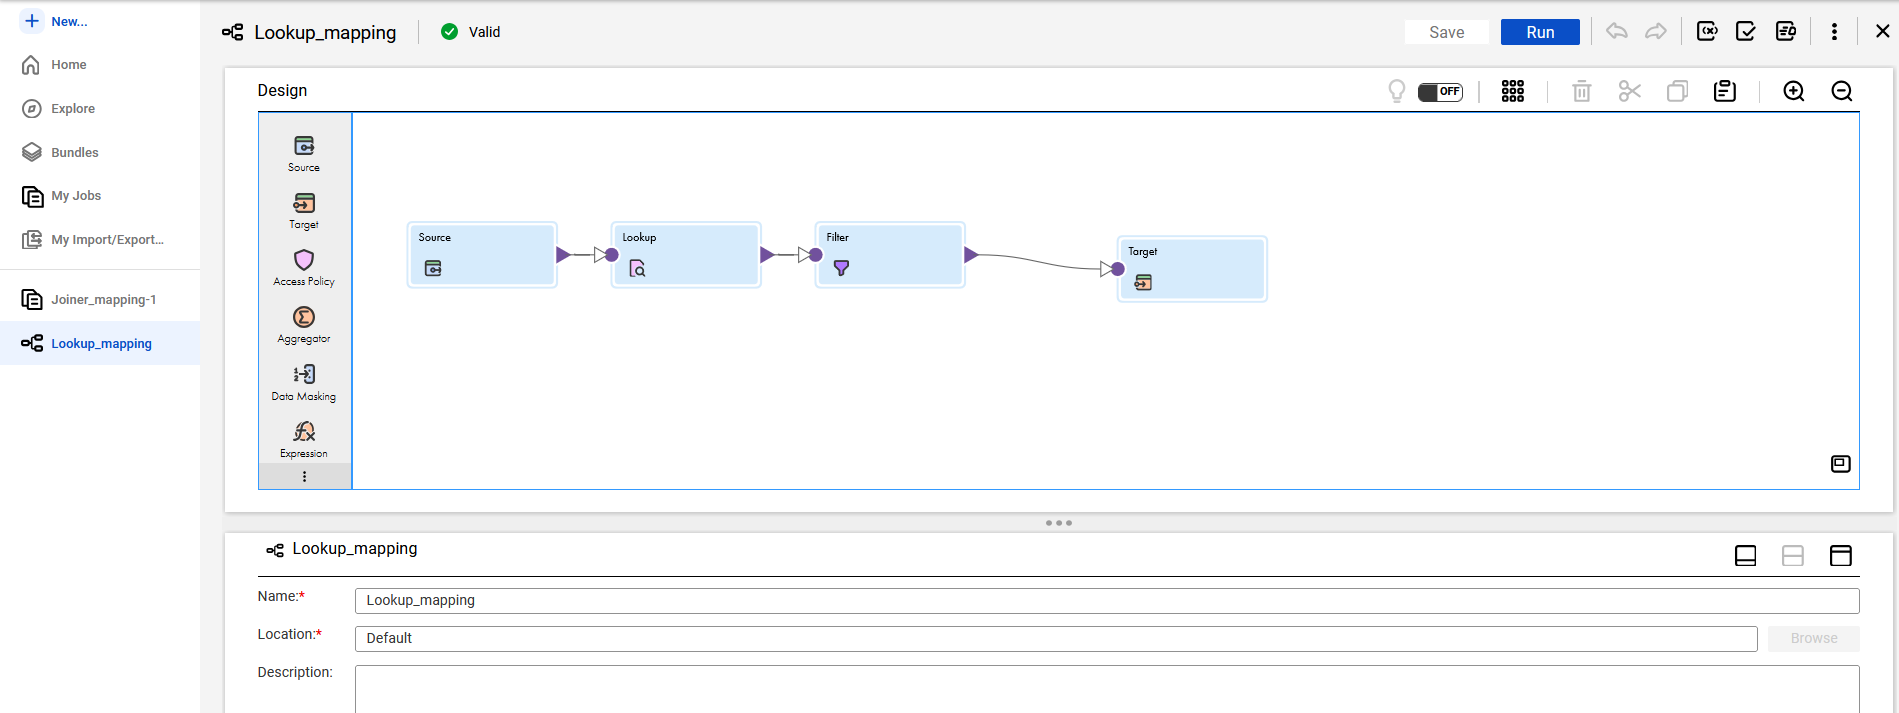 New...
Home
Explore
Bundles
My Jobs
My Import/Export...
Joiner_mapping-1
Lookup_mapping
Lookup_mapping
Valid
Save
Run
Design
OFF
Source
Target
Access Policy
Aggregator
Data Masking
Expression
Source
Lookup
Filter
Target
Lookup_mapping
Name:*
Lookup_mapping
Location:*
Default
Browse
Description: